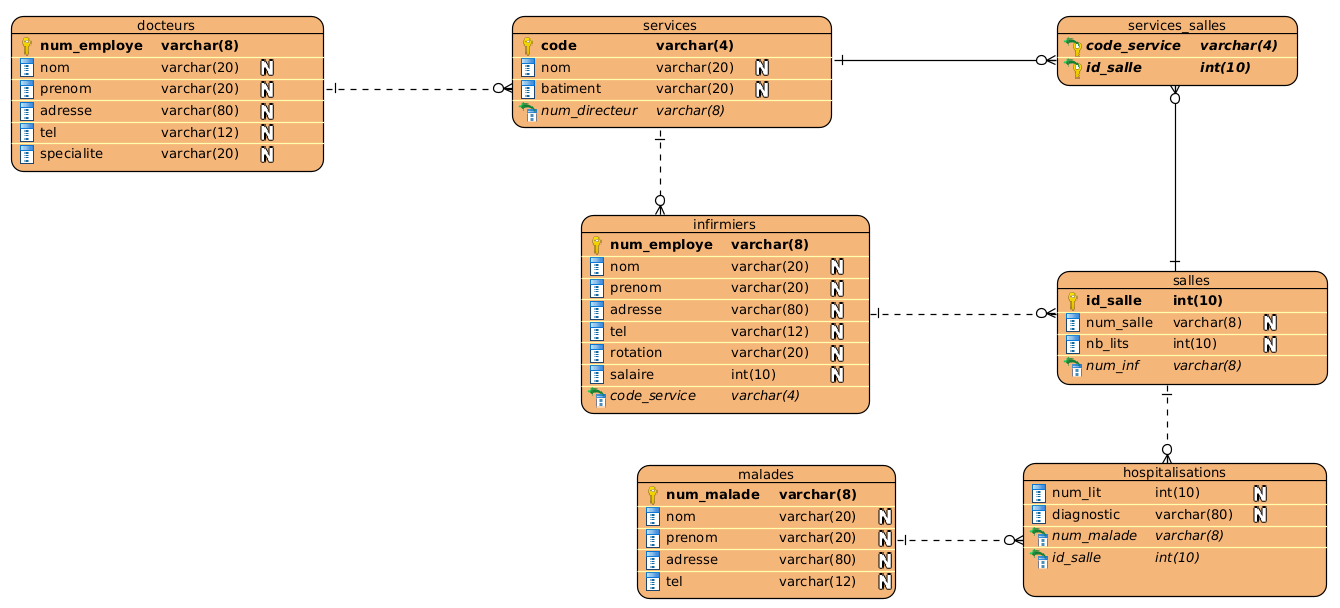 docteurs
num_employe varchar(8)
nom varchar(20) N
prenom varchar(20) N
adresse varchar(80) N
tel varchar(12) N
specialite varchar(20) N
services
code varchar(4)
nom varchar(20) N
batiment varchar(20) N
num_directeur varchar(8)
services_salles
code_service varchar(4)
id_salle int(10)
infirmiers
num_employe varchar(8)
nom varchar(20) N
prenom varchar(20) N
adresse varchar(80) N
tel varchar(12) N
rotation varchar(20) N
salaire int(10) N
code_service varchar(4)
salles
id_salle int(10)
num_salle varchar(8) N
nb_lits int(10) N
num_inf varchar(8)
malades
num_malade varchar(8)
nom varchar(20) N
prenom varchar(20) N
adresse varchar(80) N
tel varchar(12) N
hospitalisations
num_lit int(10) N
diagnostic varchar(80) N
num_malade varchar(8)
id_salle int(10)